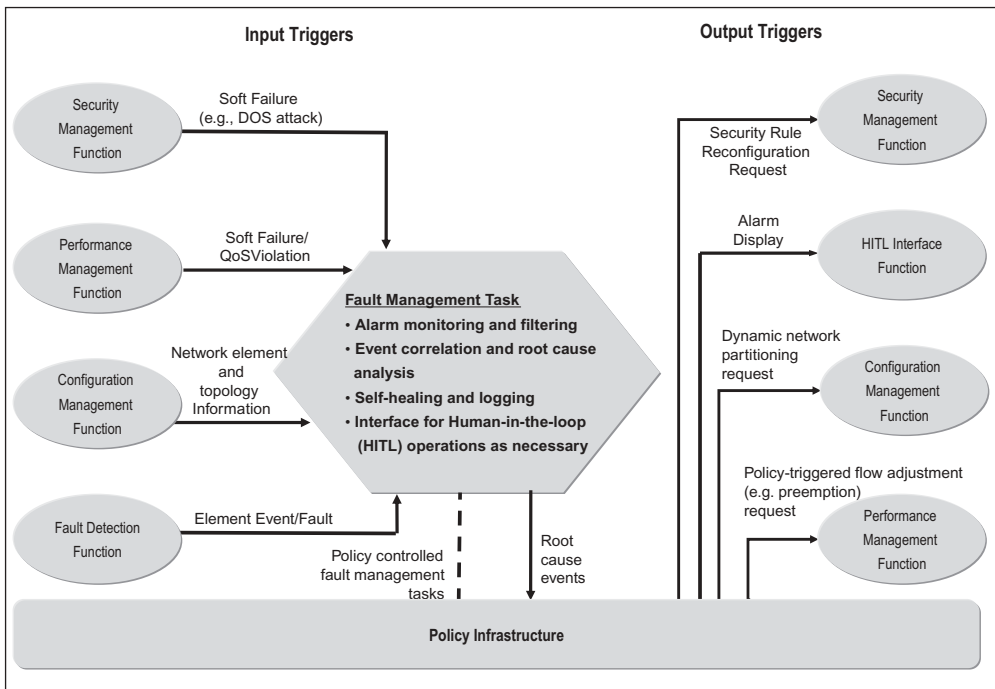 Input Triggers
Output Triggers
Security
Management
Function
Soft Failure
(e.g., DOS attack)
Performance
Management
Function
Soft Failure/
QoSViolation
Configuration
Management
Function
Network element
and
topology
Information
Fault Detection
Function
Element Event/Fault
Fault Management Task
• Alarm monitoring and filtering
• Event correlation and root cause
analysis
• Self-healing and logging
• Interface for Human-in-the-loop
(HITL) operations as necessary
Policy controlled
fault management
tasks
Root
cause
events
Security Rule
Reconfiguration
Request
Security
Management
Function
Alarm
Display
HITL Interface
Function
Dynamic network
partitioning
request
Configuration
Management
Function
Policy-triggered flow adjustment
(e.g. preemption)
request
Performance
Management
Function
Policy Infrastructure